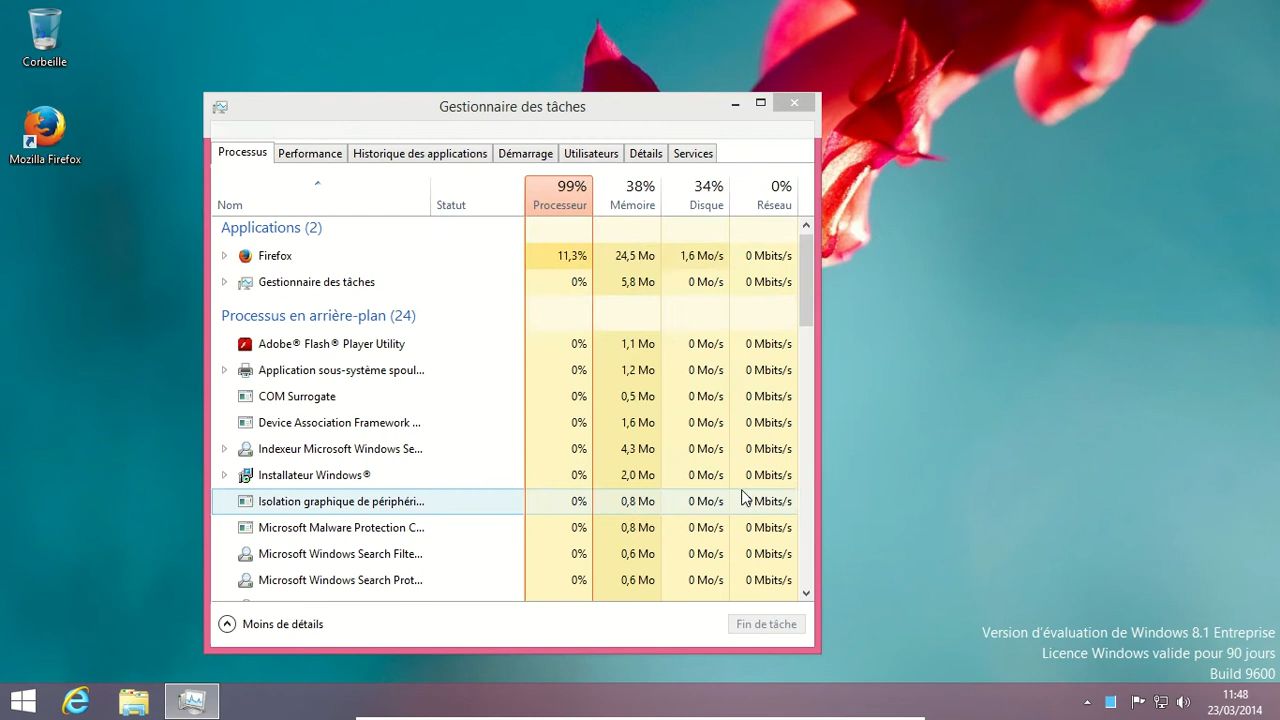 Corbeille
Mozilla Firefox
Gestionnaire des tâches
Processus Performance Historique des applications Démarrage Utilisateurs Détails Services
99% 38% 34% 0%
Nom Statut Processeur Mémoire Disque Réseau
Applications (2)
Firefox 11,3% 24,5 Mo 1,6 Mo/s 0 Mbits/s
Gestionnaire des tâches 0% 5,8 Mo 0 Mo/s 0 Mbits/s
Processus en arrière-plan (24)
Adobe® Flash® Player Utility 0% 1,1 Mo 0 Mo/s 0 Mbits/s
Application sous-système spoul... 0% 1,2 Mo 0 Mo/s 0 Mbits/s
COM Surrogate 0% 0,5 Mo 0 Mo/s 0 Mbits/s
Device Association Framework ... 0% 1,6 Mo 0 Mo/s 0 Mbits/s
Indexeur Microsoft Windows Se... 0% 4,3 Mo 0 Mo/s 0 Mbits/s
Installateur Windows® 0% 2,0 Mo 0 Mo/s 0 Mbits/s
Isolation graphique de périphéri... 0% 0,8 Mo 0 Mo/s Mbits/s
Microsoft Malware Protection C... 0% 0,8 Mo 0 Mo/s 0 Mbits/s
Microsoft Windows Search Filte... 0% 0,6 Mo 0 Mo/s 0 Mbits/s
Microsoft Windows Search Prot... 0% 0,6 Mo 0 Mo/s 0 Mbits/s
Moins de détails Fin de tâche
Version d'évaluation de Windows 8.1 Entreprise
Licence Windows valide pour 90 jours
Build 9600
11:48
23/03/2014